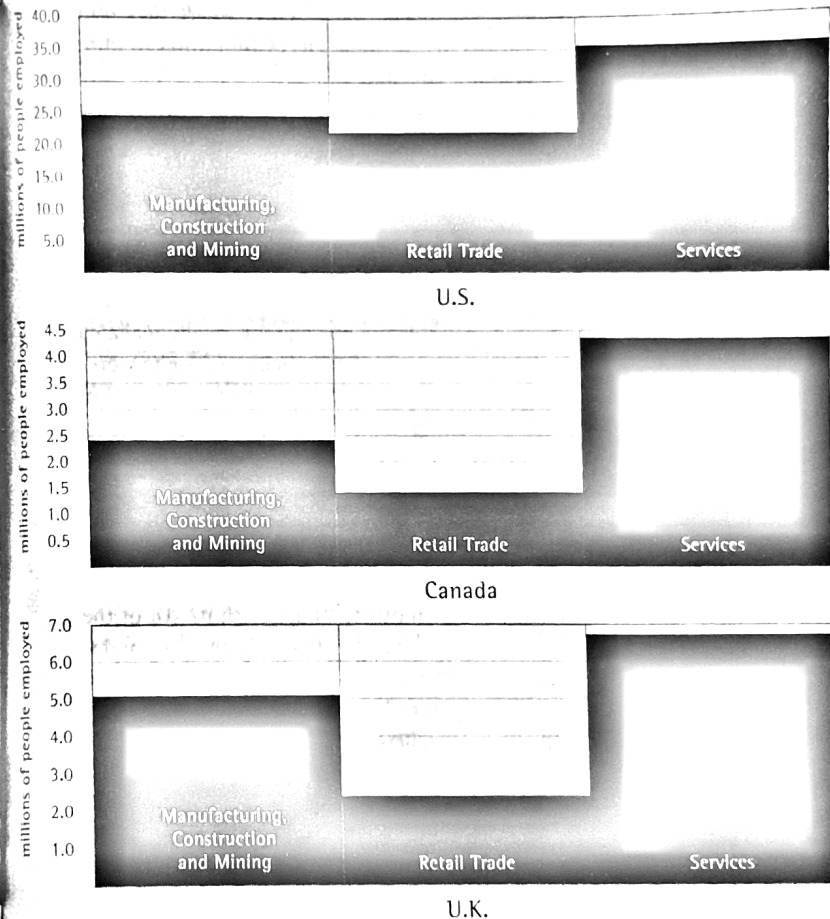 millions of people employed
40.0
35.0
30.0
25.0
20.0
15.0
10.0
5.0
Manufacturing,
Construction
and Mining
Retail Trade
Services
U.S.
millions of people employed
4.5
4.0
3.5
3.0
2.5
2.0
1.5
1.0
0.5
Manufacturing,
Construction
and Mining
Retail Trade
Services
Canada
millions of people employed
7.0
6.0
5.0
4.0
3.0
2.0
1.0
Manufacturing,
Construction
and Mining
Retail Trade
Services
U.K.